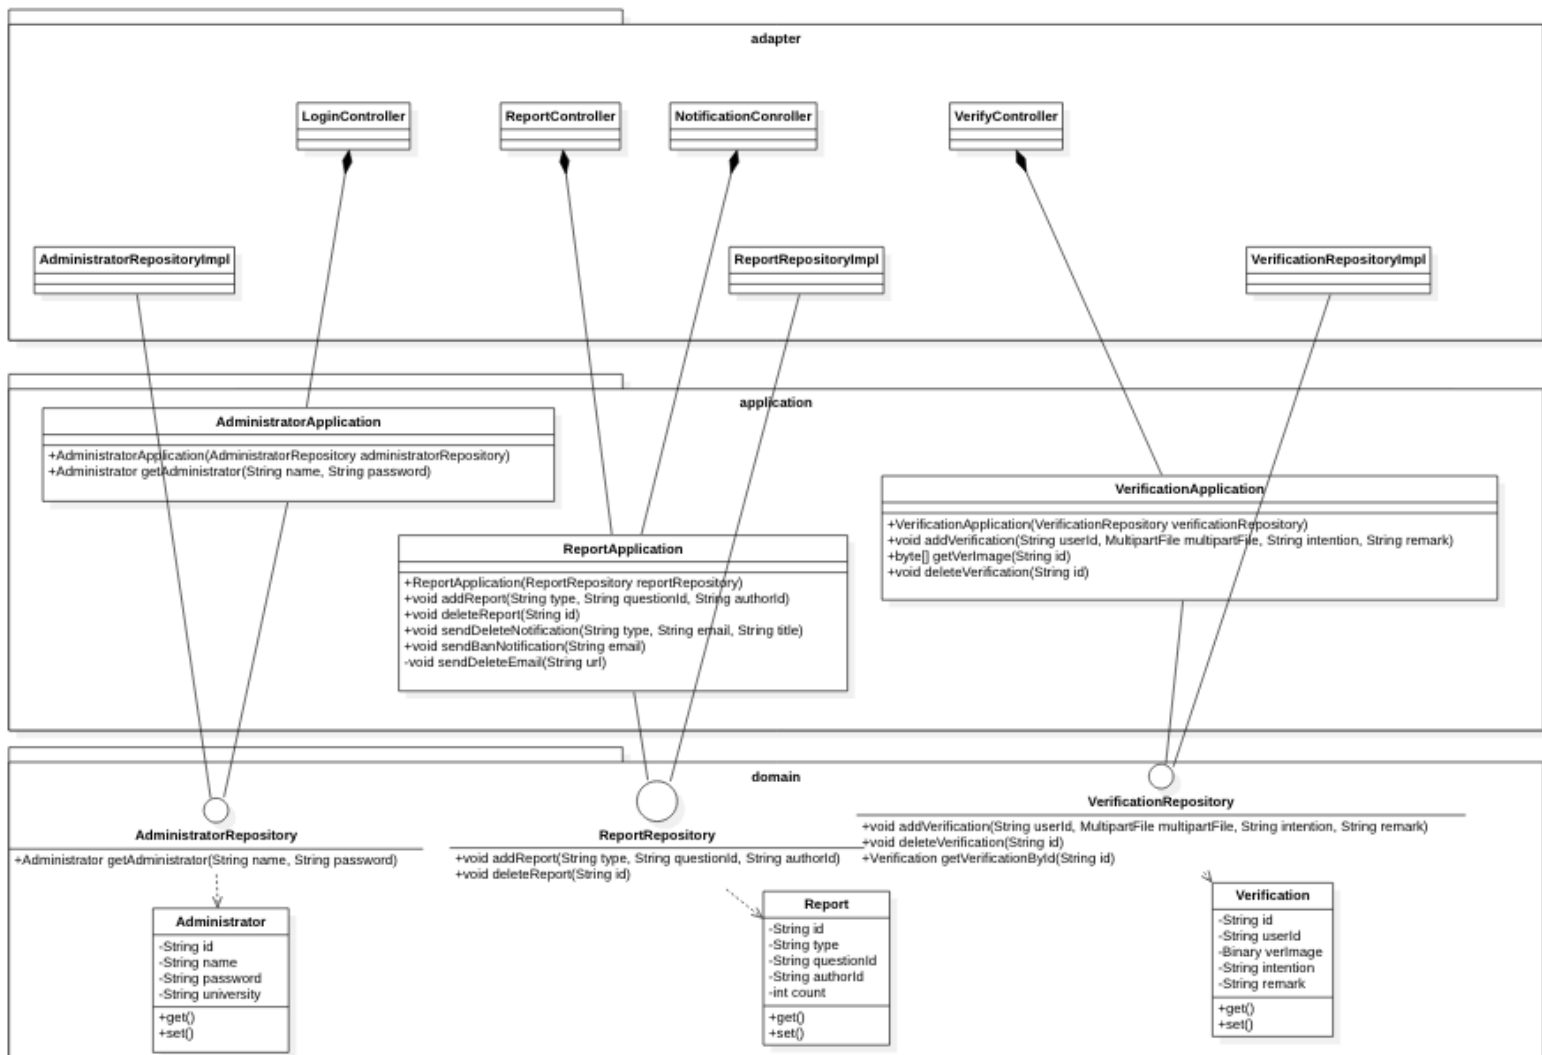 adapter
LoginController
ReportController
NotificationConroller
VerifyController
AdministratorRepositoryImpl
ReportRepositoryImpl
VerificationRepositoryImpl
application
AdministratorApplication
+AdministratorApplication(AdministratorRepository administratorRepository)
+Administrator getAdministrator(String name, String password)
VerificationApplication
+VerificationApplication(VerificationRepository verificationRepository)
+void addVerification(String userId, MultipartFile multipartFile, String intention, String remark)
+byte[] getVerImage(String id)
+void deleteVerification(String id)
ReportApplication
+ReportApplication(ReportRepository reportRepository)
+void addReport(String type, String questionId, String authorId)
+void deleteReport(String id)
+void sendDeleteNotification(String type, String email, String title)
+void sendBanNotification(String email)
-void sendDeleteEmail(String url)
domain
AdministratorRepository
+Administrator getAdministrator(String name, String password)
ReportRepository
+void addReport(String type, String questionId, String authorId)
+void deleteReport(String id)
VerificationRepository
+void addVerification(String userId, MultipartFile multipartFile, String intention, String remark)
+void deleteVerification(String id)
+Verification getVerificationById(String id)
Administrator
-String id
-String name
-String password
-String university
+get()
+set()
Report
-String id
-String type
-String questionId
-String authorId
-int count
+get()
+set()
Verification
-String id
-String userId
-Binary verImage
-String intention
-String remark
+get()
+set()